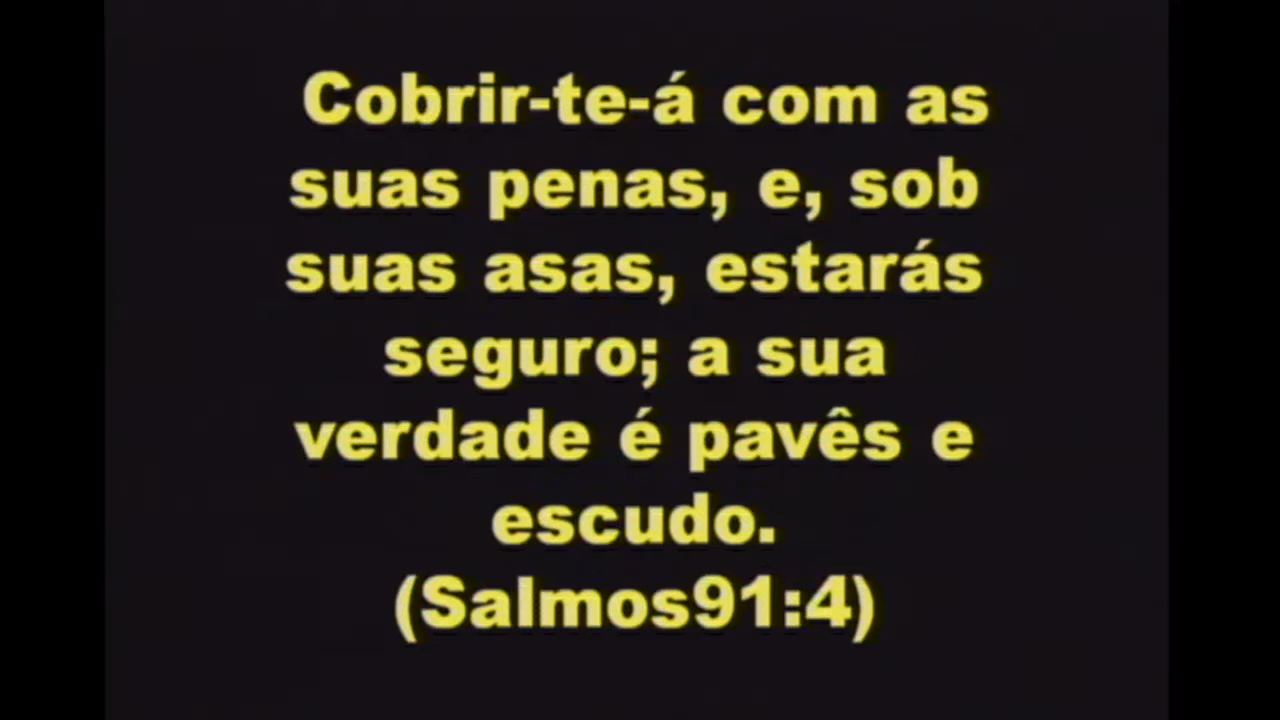 Cobrir-te-á com as
suas penas, e, sob
suas asas, estarás
seguro; a sua
verdade é pavês e
escudo.
(Salmos91:4)